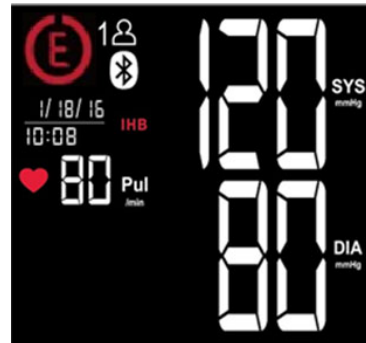 E
1
120 SYS
mmHg
1/18/16
10:08
IHB
80 Pul
/min
80 DIA
mmHg